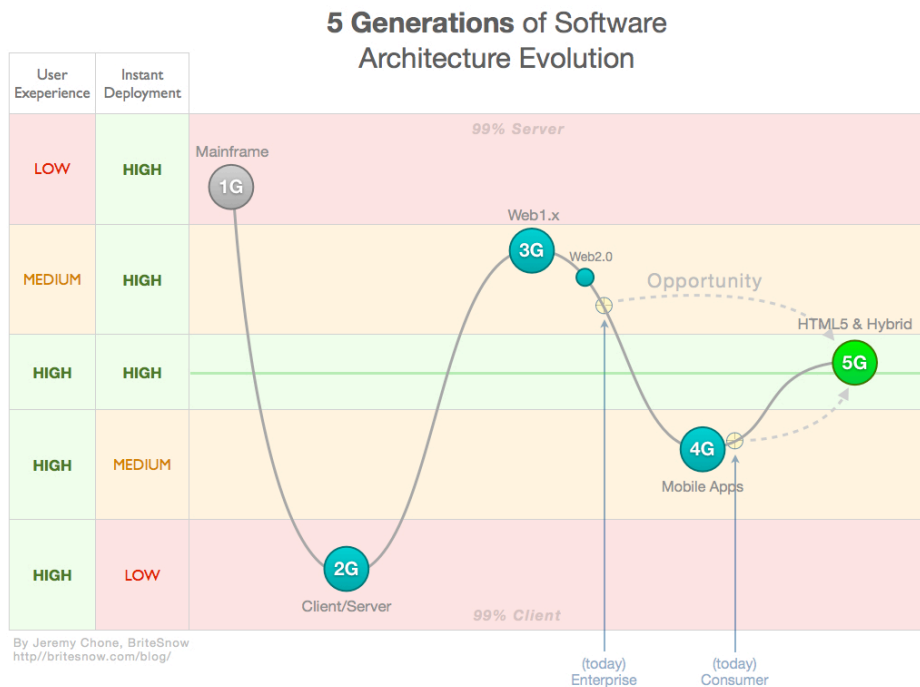 5 Generations of Software
Architecture Evolution
User
Exeperience
Instant
Deployment
99% Server
LOW
HIGH
Mainframe
1G
MEDIUM
HIGH
Web1.x
3G
Web2.0
Opportunity
HTML5 & Hybrid
HIGH
HIGH
5G
HIGH
MEDIUM
4G
Mobile Apps
HIGH
LOW
2G
Client/Server
99% Client
By Jeremy Chone, BriteSnow
http//britesnow.com/blog/
(today)
Enterprise
(today)
Consumer